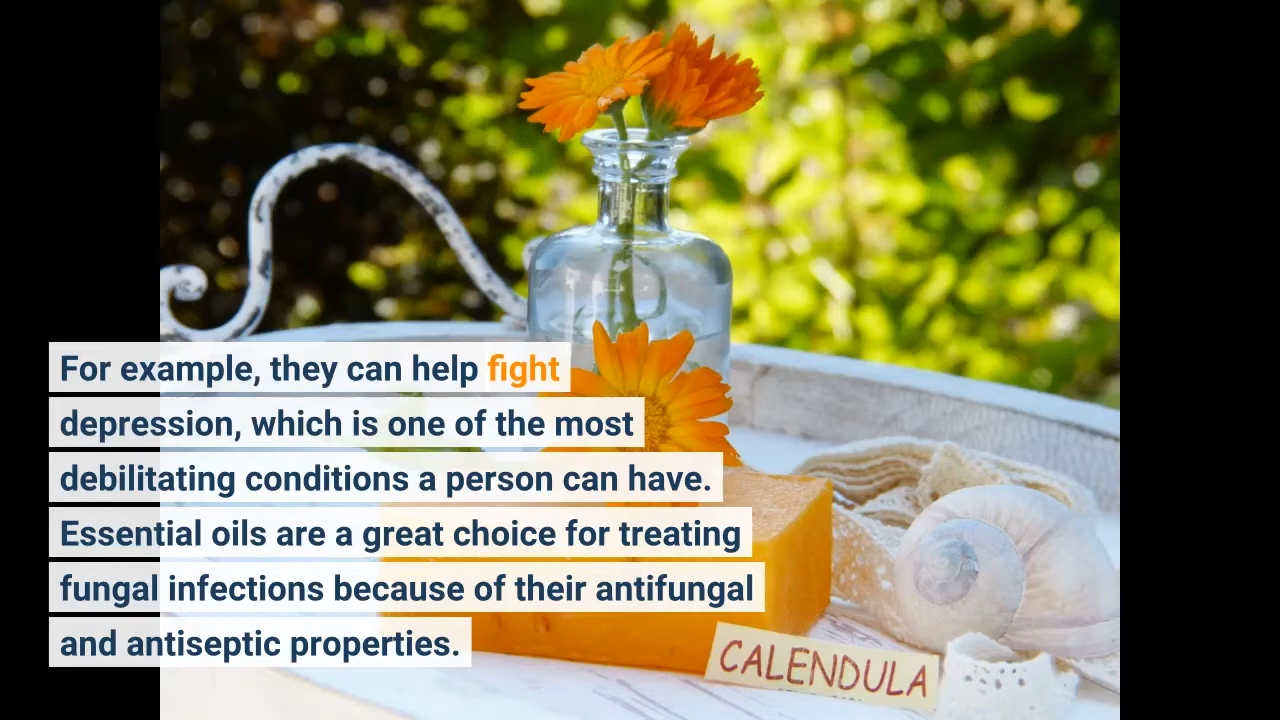 For example, they can help fight
depression, which is one of the most
debilitating conditions a person can have.
Essential oils are a great choice for treating
fungal infections because of their antifungal
and antiseptic properties.
CALENDULA